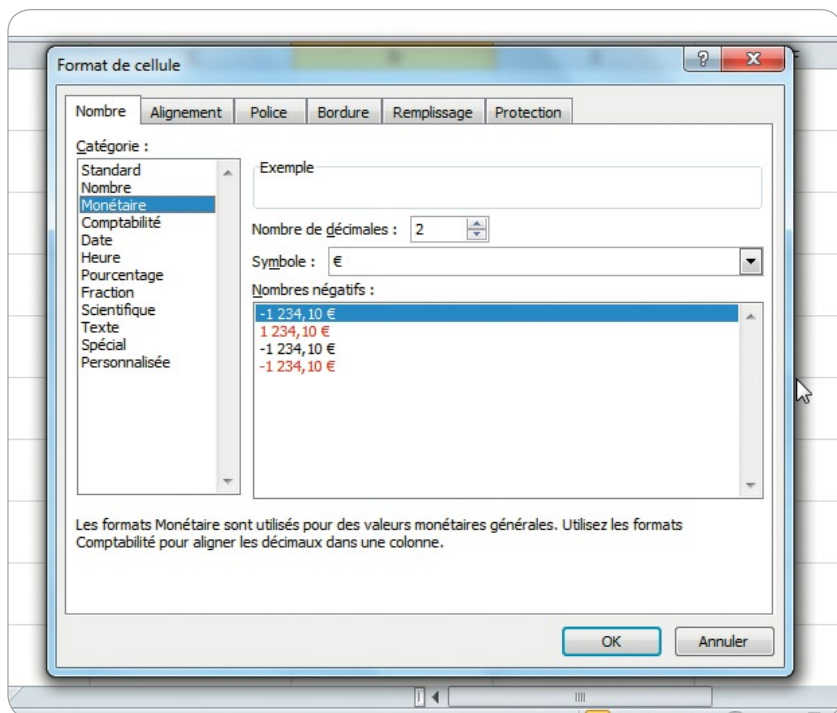 Format de cellule
Nombre
Alignement
Police
Bordure
Remplissage
Protection
Catégorie :
Standard
Nombre
Monétaire
Comptabilité
Date
Heure
Pourcentage
Fraction
Scientifique
Texte
Spécial
Personnalisée
Exemple
Nombre de décimales : 2
Symbole : €
Nombres négatifs :
-1 234,10 €
1 234,10 €
-1 234,10 €
-1 234,10 €
Les formats Monétaire sont utilisés pour des valeurs monétaires générales. Utilisez les formats
Comptabilité pour aligner les décimaux dans une colonne.
OK
Annuler